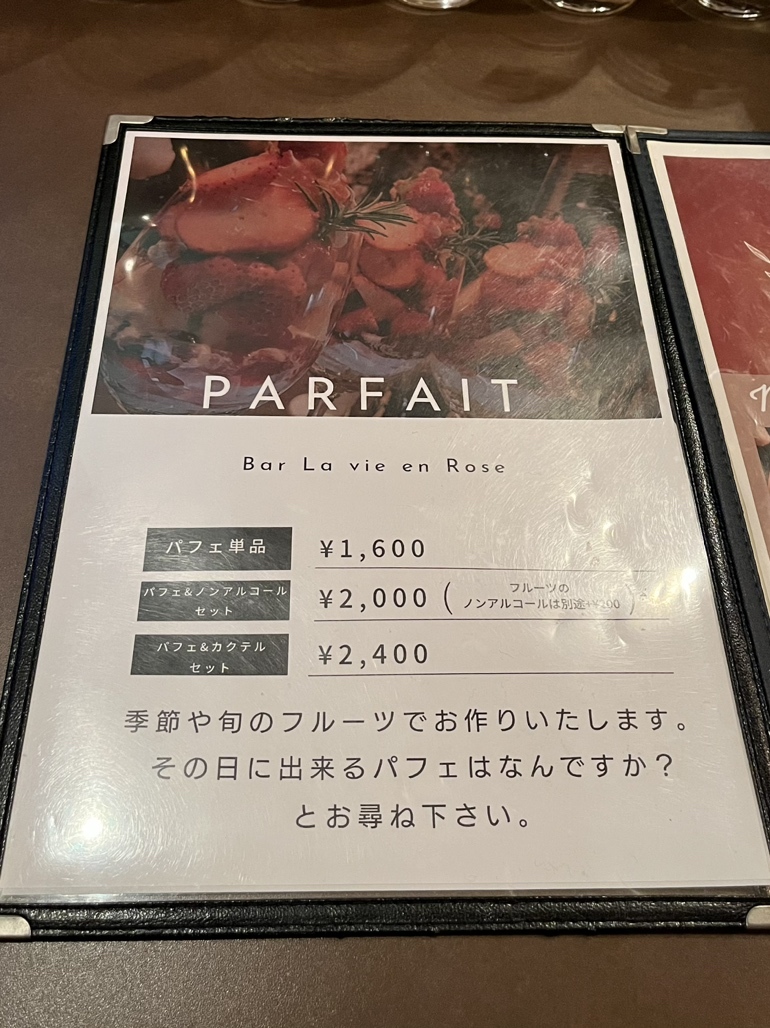 PARFAIT
Bar La vie en Rose
パフェ単品 ¥1,600
パフェ&ノンアルコール
セット
¥2,000
(フルーツの
ノンアルコールは別途+¥200)
パフェ&カクテル
セット
¥2,400
季節や旬のフルーツでお作りいたします。
その日に出来るパフェはなんですか?
とお尋ね下さい。